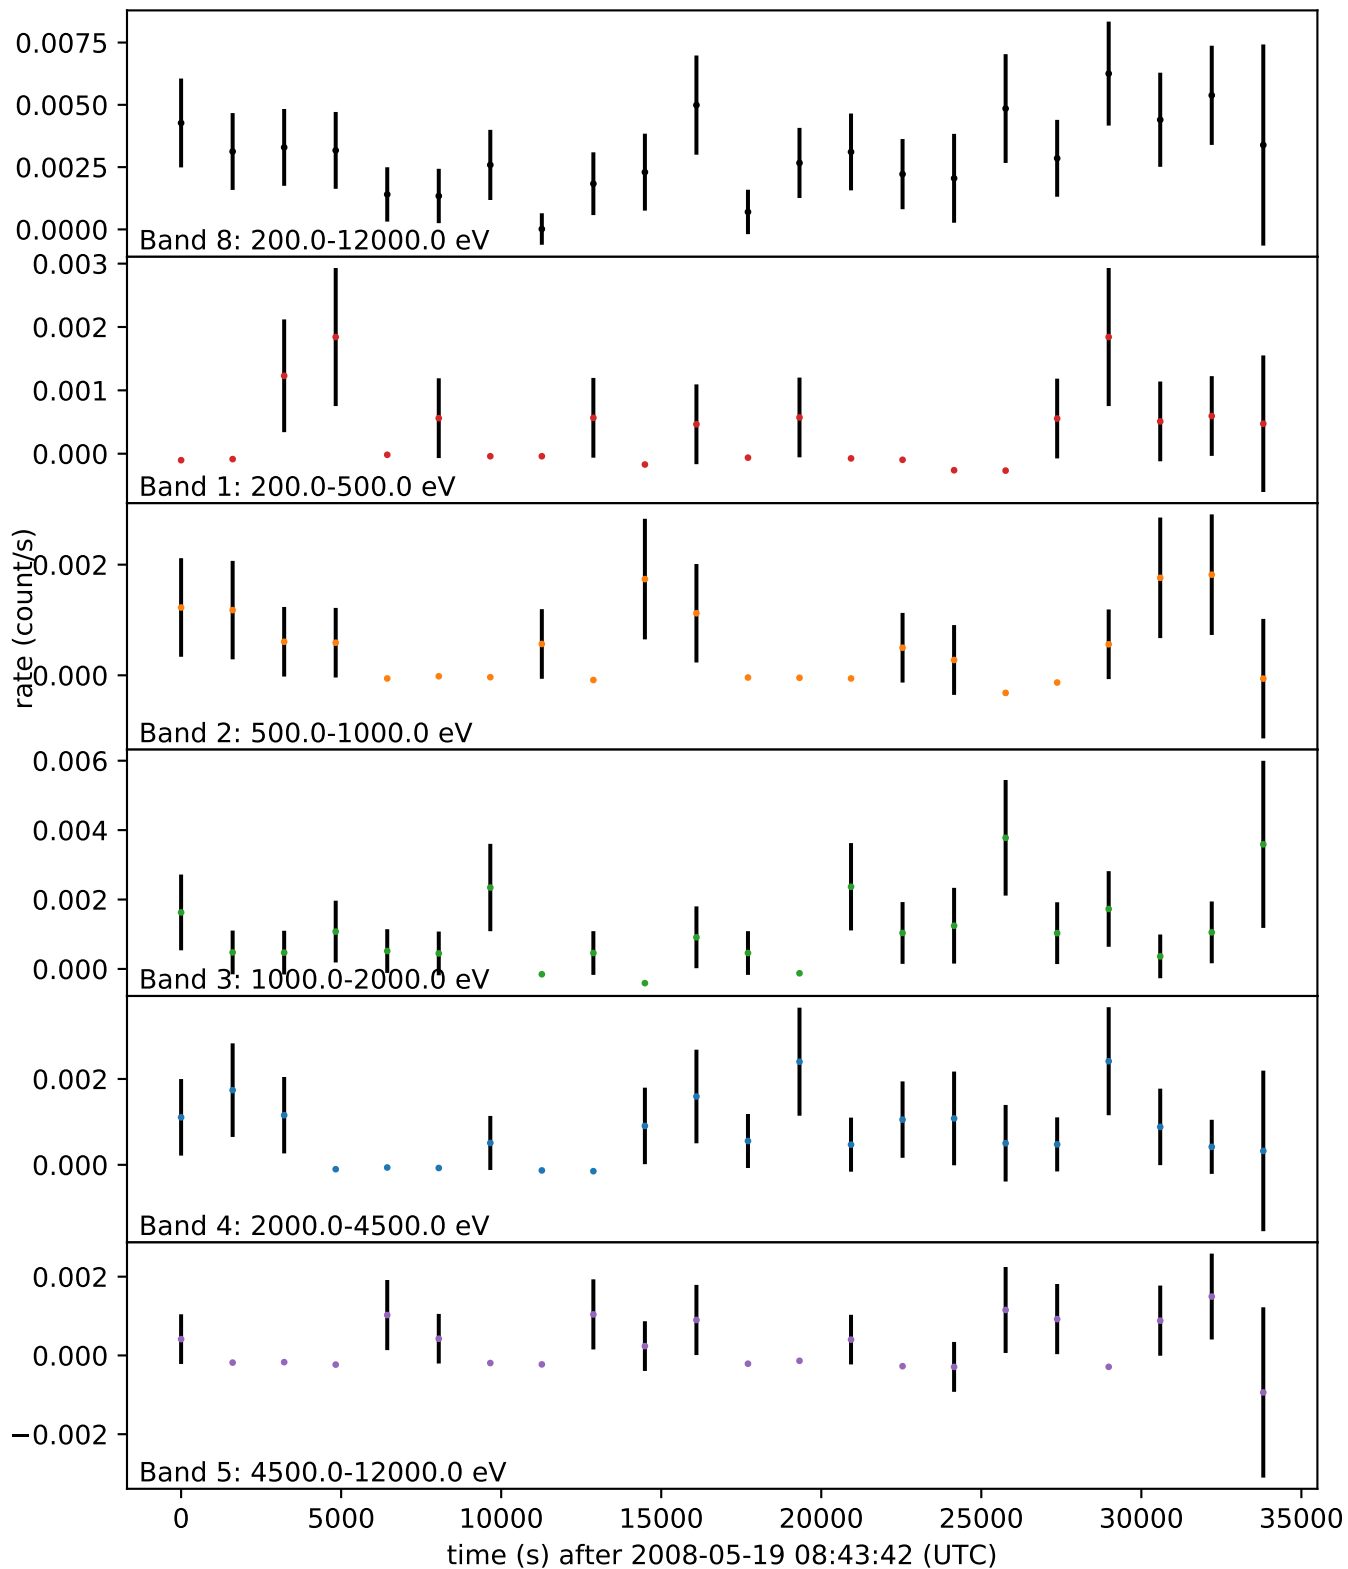 0.0075
0.0050
0.0025
0.0000
Band 8: 200.0-12000.0 eV
0.003
0.002
0.001
0.000
Band 1: 200.0-500.0 eV
rate (count/s)
0.002
0.000
Band 2: 500.0-1000.0 eV
0.006
0.004
0.002
0.000
Band 3: 1000.0-2000.0 eV
0.002
0.000
Band 4: 2000.0-4500.0 eV
0.002
0.000
−0.002
Band 5: 4500.0-12000.0 eV
0 5000 10000 15000 20000 25000 30000 35000
time (s) after 2008-05-19 08:43:42 (UTC)